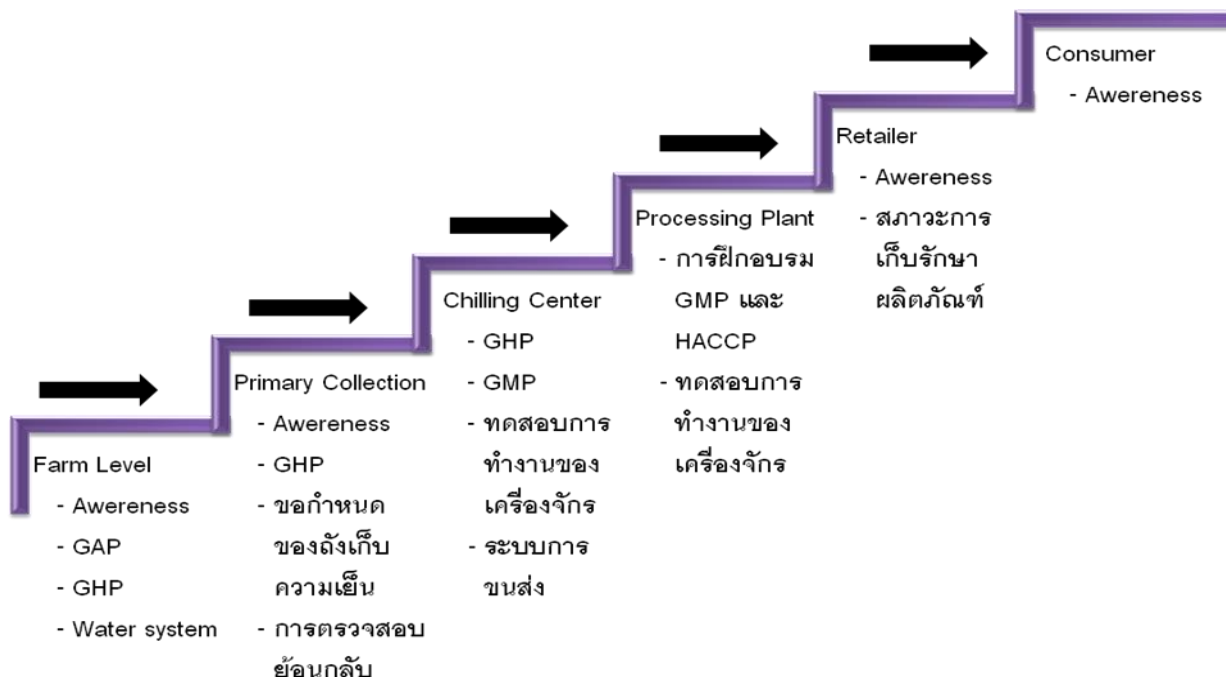 Farm Level
- Awereness
- GAP
- GHP
- Water system
Primary Collection
- Awereness
- GHP
- ขอกำหนด
ของถังเก็บ
ความเย็น
- การตรวจสอบ
ย้อนกลับ
Chilling Center
- GHP
- GMP
- ทดสอบการ
ทำงานของ
เครื่องจักร
- ระบบการ
ขนส่ง
Processing Plant
- การฝึกอบรม
GMP และ
HACCP
- ทดสอบการ
ทำงานของ
เครื่องจักร
Retailer
- Awereness
- สภาวะการ
เก็บรักษา
ผลิตภัณฑ์
Consumer
- Awereness